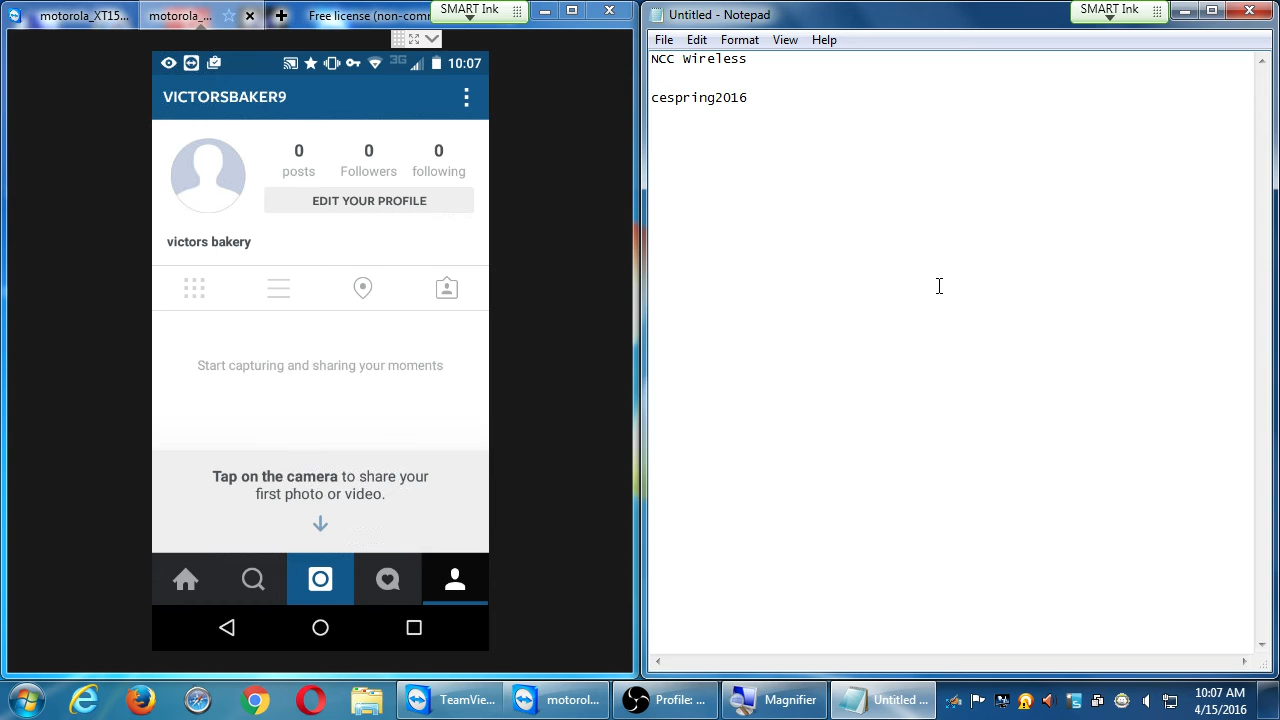 motorola_XT15...
motorola_...
Free license (non-comm
SMART Ink
10:07
3G
VICTORSBAKER9
0 0 0
posts Followers following
EDIT YOUR PROFILE
victors bakery
Start capturing and sharing your moments
Tap on the camera to share your
first photo or video.
Untitled - Notepad
SMART Ink
File Edit Format View Help
NCC Wireless
cespring2016
TeamVie...
motorol...
Profile: ...
Magnifier
Untitled ...
10:07 AM
4/15/2016